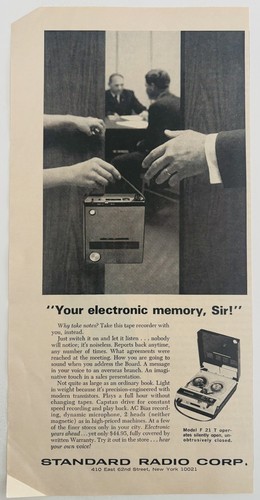 "Your electronic memory, Sir!"
Why take notes? Take this tape recorder with
you, instead.
Just switch it on and let it listen . . . nobody
will notice; it's noiseless. Reports back anytime,
any number of times. What agreements were
reached at the meeting. How you are going to
sound when you address the Board. A message
in your voice to an overseas branch. An imagi-
native touch in a sales presentation.
Not quite as large as an ordinary book. Light
in weight because it's precision-engineered with
modern transistors. Plays a full hour without
changing tapes. Capstan drive for constant
speed recording and play back. AC Bias record-
ing, dynamic microphone, 2 heads (neither
magnetic) as in high-priced machines. At a few
of the finer stores only in your city. Electronic
years ahead . . . yet only $44.95, fully covered by
written Warranty. Try it out in the store . . . hear
your own voice!
Model F 21 T oper-
ates silently open, un-
obtrusively closed.
STANDARD RADIO CORP.
410 East 62nd Street, New York 10021